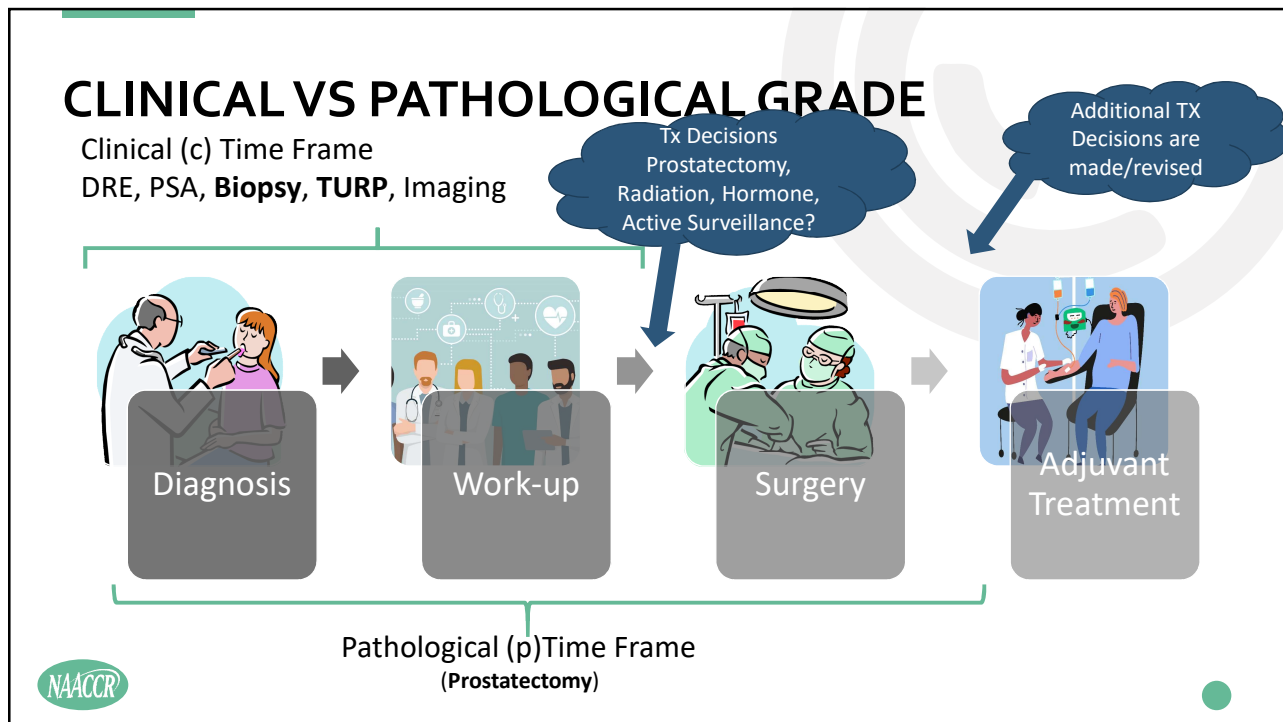 CLINICAL VS PATHOLOGICAL GRADE
Clinical (c) Time Frame
DRE, PSA, Biopsy, TURP, Imaging
Tx Decisions
Prostatectomy,
Radiation, Hormone,
Active Surveillance?
Additional TX
Decisions are
made/revised
Diagnosis
Work-up
Surgery
Adjuvant
Treatment
Pathological (p)Time Frame
(Prostatectomy)
NAACCR